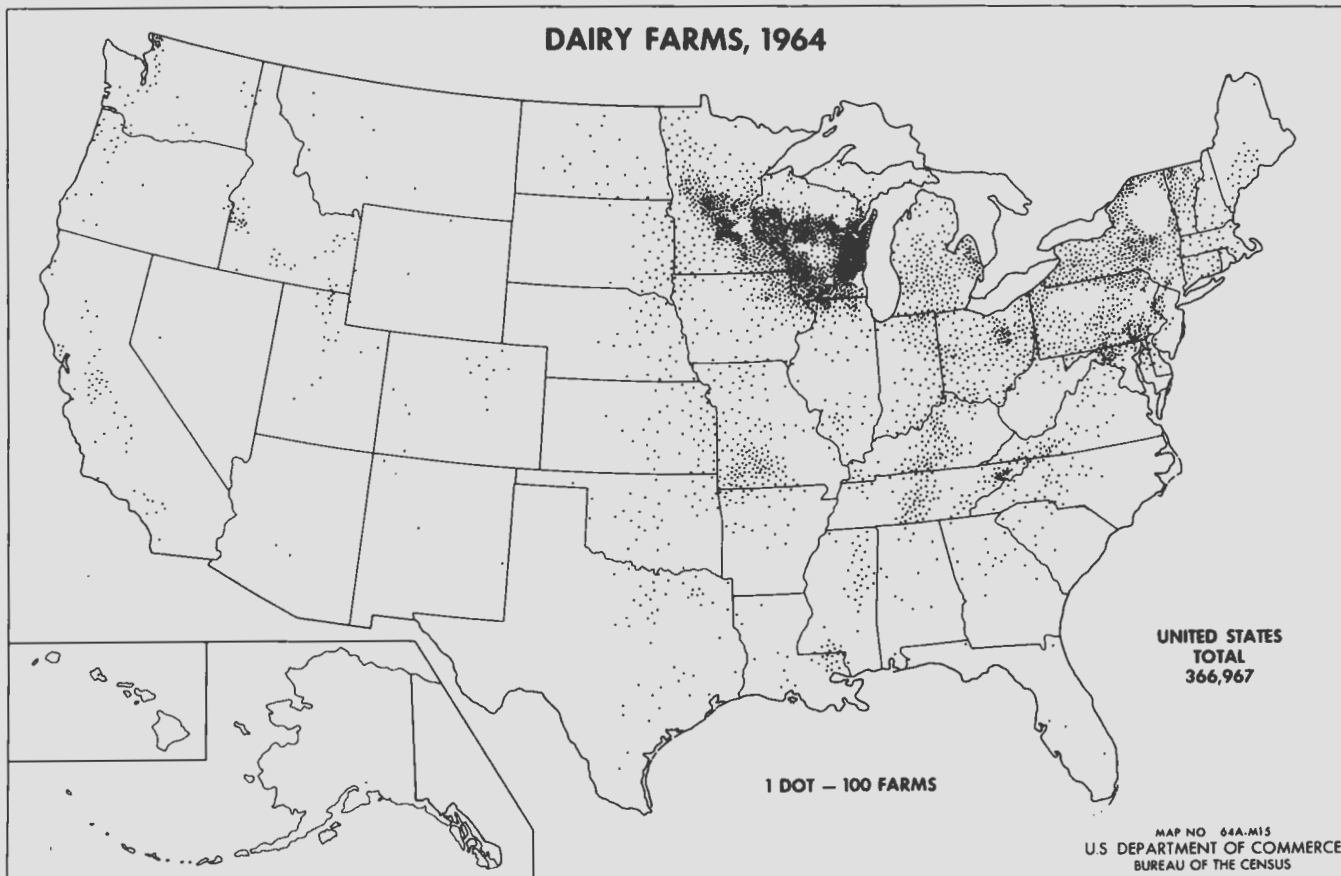 DAIRY FARMS, 1964
UNITED STATES
TOTAL
366,967
1 DOT — 100 FARMS
MAP NO 64A-M15
U.S DEPARTMENT OF COMMERCE
BUREAU OF THE CENSUS